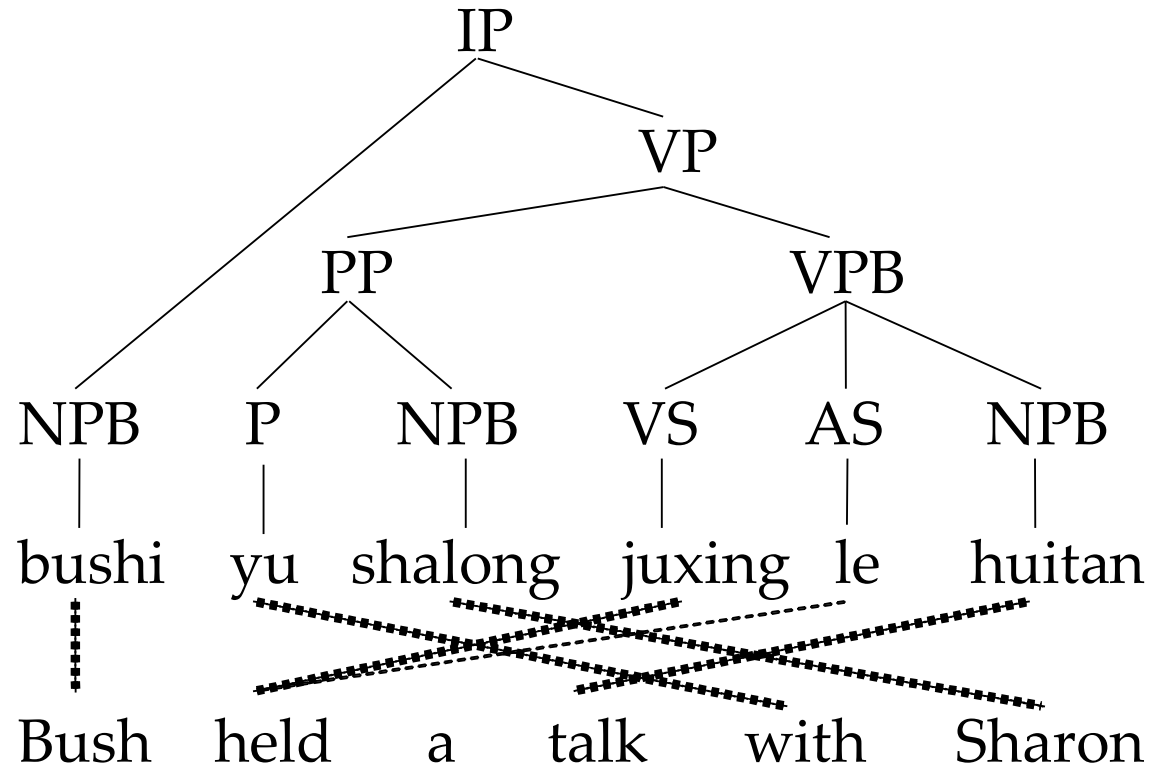 IP
VP
PP VPB
NPB P NPB VS AS NPB
bushi yu shalong juxing le huitan
Bush held a talk with Sharon